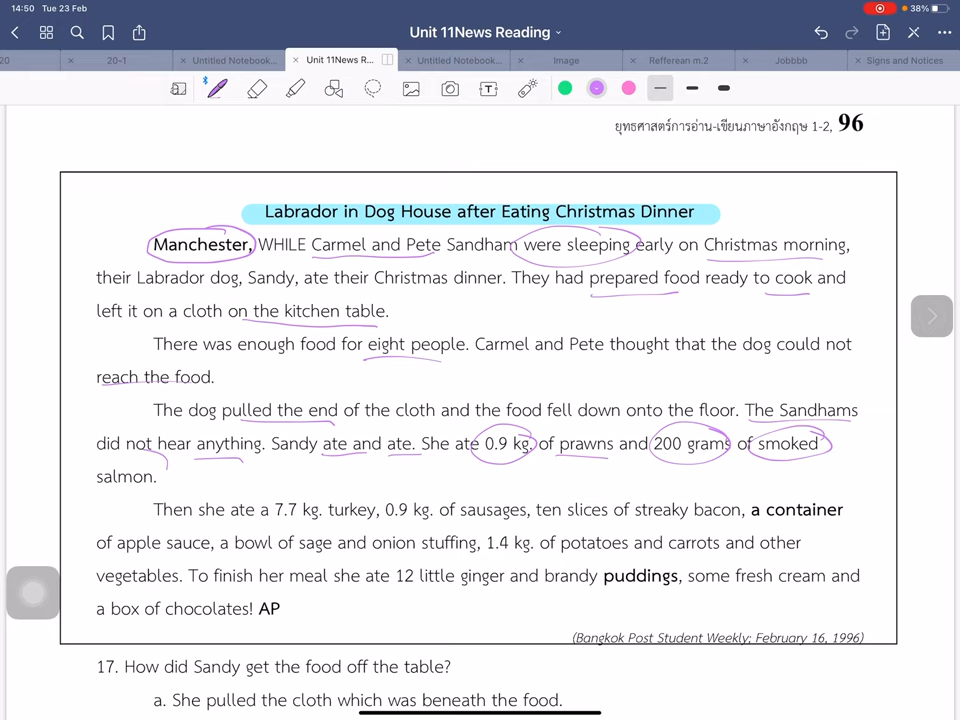 14:50 Tue 23 Feb
38%
Unit 11News Reading
20
20-1
Untitled Notebook...
Unit 11News R...
Untitled Notebook...
Image
Refferean m.2
Jobbbb
Signs and Notices
ยุทธศาสตร์การอ่าน-เขียนภาษาอังกฤษ 1-2, 96
Labrador in Dog House after Eating Christmas Dinner
Manchester, WHILE Carmel and Pete Sandham were sleeping early on Christmas morning,
their Labrador dog, Sandy, ate their Christmas dinner. They had prepared food ready to cook and
left it on a cloth on the kitchen table.
There was enough food for eight people. Carmel and Pete thought that the dog could not
reach the food.
The dog pulled the end of the cloth and the food fell down onto the floor. The Sandhams
did not hear anything. Sandy ate and ate. She ate 0.9 kg. of prawns and 200 grams of smoked
salmon.
Then she ate a 7.7 kg. turkey, 0.9 kg. of sausages, ten slices of streaky bacon, a container
of apple sauce, a bowl of sage and onion stuffing, 1.4 kg. of potatoes and carrots and other
vegetables. To finish her meal she ate 12 little ginger and brandy puddings, some fresh cream and
a box of chocolates! AP
(Bangkok Post Student Weekly; February 16, 1996)
17. How did Sandy get the food off the table?
a. She pulled the cloth which was beneath the food.